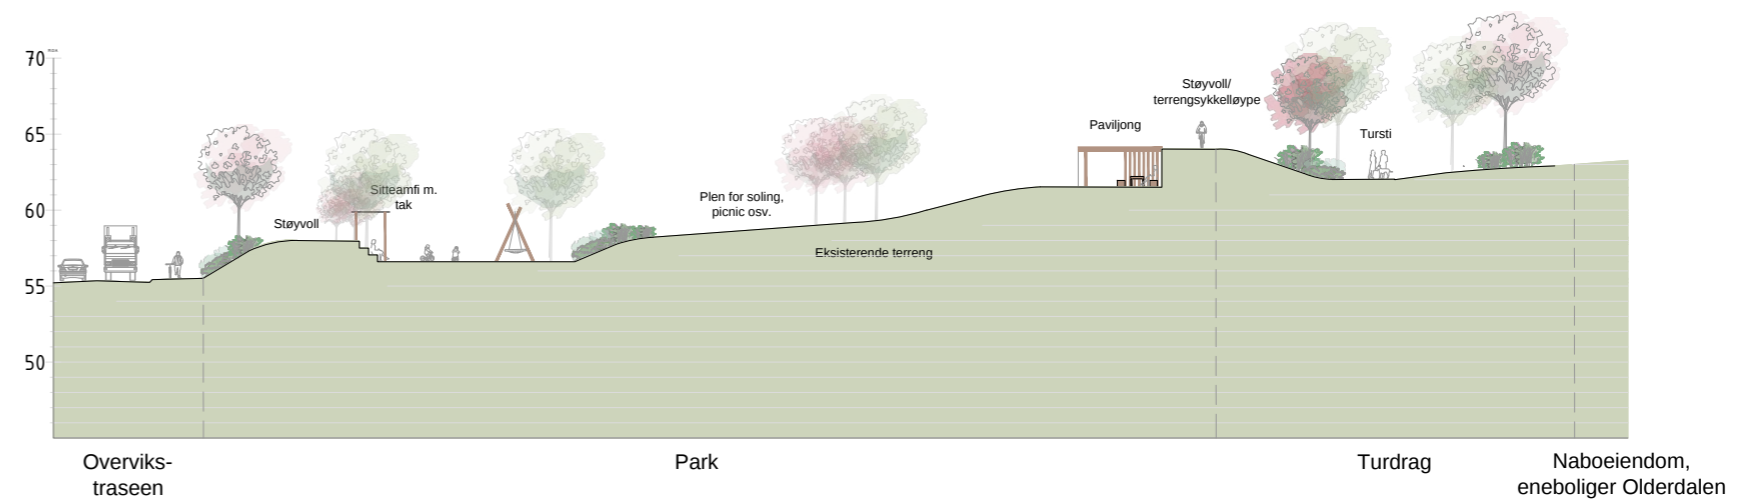 70
65
60
55
50
Støyvoll
Sitteamfi m.
tak
Plen for soling,
picnic osv.
Eksisterende terreng
Paviljong
Støyvoll/
terrengsykkelløype
Tursti
Overviks-
traseen
Park
Turdrag
Naboeiendom,
eneboliger Olderdalen